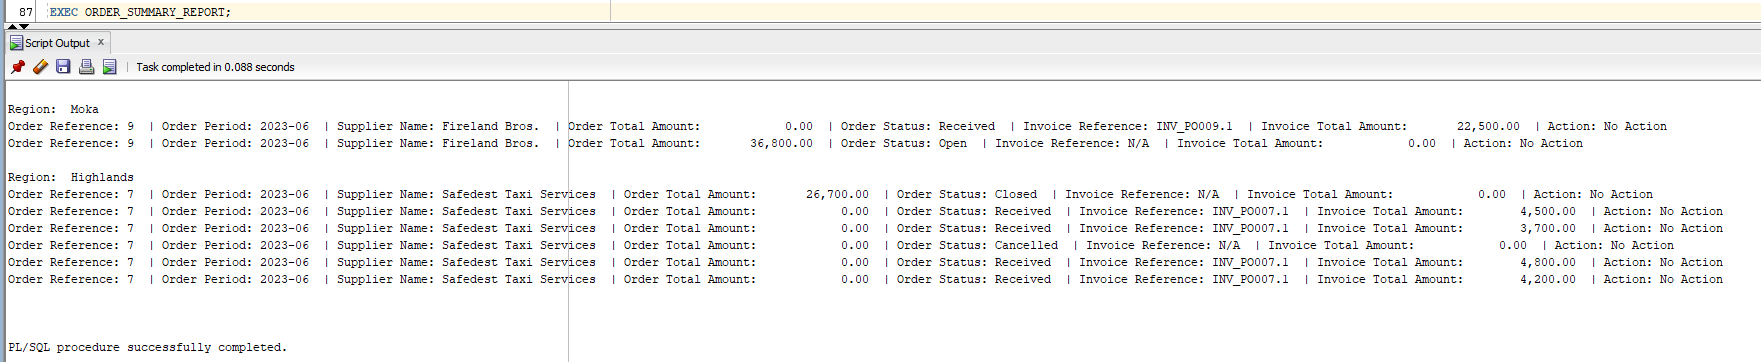 87 EXEC ORDER_SUMMARY_REPORT;
Script Output x
Task completed in 0.088 seconds
Region:  Moka
Order Reference: 9  | Order Period: 2023-06  | Supplier Name: Fireland Bros.  | Order Total Amount:            0.00  | Order Status: Received  | Invoice Reference: INV_PO009.1  | Invoice Total Amount:       22,500.00  | Action: No Action
Order Reference: 9  | Order Period: 2023-06  | Supplier Name: Fireland Bros.  | Order Total Amount:       36,800.00  | Order Status: Open  | Invoice Reference: N/A  | Invoice Total Amount:            0.00  | Action: No Action
Region:  Highlands
Order Reference: 7  | Order Period: 2023-06  | Supplier Name: Safedest Taxi Services  | Order Total Amount:       26,700.00  | Order Status: Closed  | Invoice Reference: N/A  | Invoice Total Amount:            0.00  | Action: No Action
Order Reference: 7  | Order Period: 2023-06  | Supplier Name: Safedest Taxi Services  | Order Total Amount:            0.00  | Order Status: Received  | Invoice Reference: INV_PO007.1  | Invoice Total Amount:        4,500.00  | Action: No Action
Order Reference: 7  | Order Period: 2023-06  | Supplier Name: Safedest Taxi Services  | Order Total Amount:            0.00  | Order Status: Received  | Invoice Reference: INV_PO007.1  | Invoice Total Amount:        3,700.00  | Action: No Action
Order Reference: 7  | Order Period: 2023-06  | Supplier Name: Safedest Taxi Services  | Order Total Amount:            0.00  | Order Status: Cancelled  | Invoice Reference: N/A  | Invoice Total Amount:            0.00  | Action: No Action
Order Reference: 7  | Order Period: 2023-06  | Supplier Name: Safedest Taxi Services  | Order Total Amount:            0.00  | Order Status: Received  | Invoice Reference: INV_PO007.1  | Invoice Total Amount:        4,800.00  | Action: No Action
Order Reference: 7  | Order Period: 2023-06  | Supplier Name: Safedest Taxi Services  | Order Total Amount:            0.00  | Order Status: Received  | Invoice Reference: INV_PO007.1  | Invoice Total Amount:        4,200.00  | Action: No Action
PL/SQL procedure successfully completed.